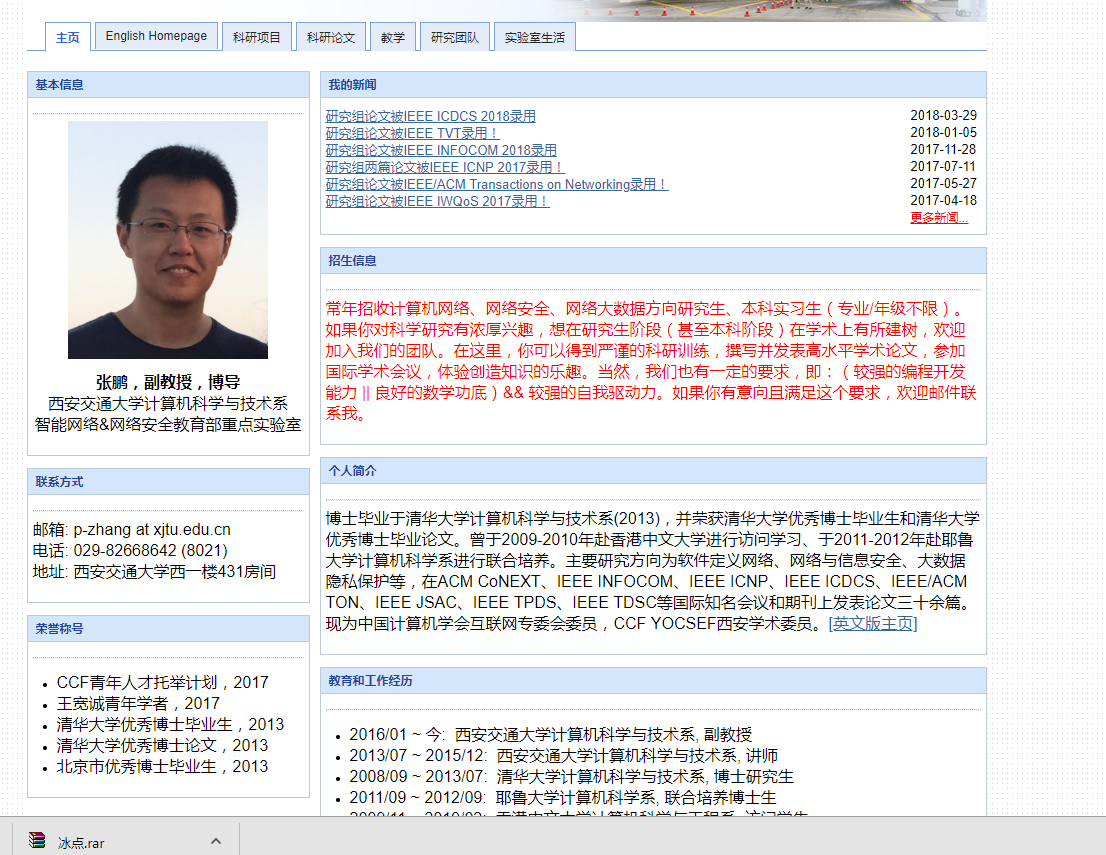 主页
English Homepage
科研项目
科研论文
教学
研究团队
实验室生活
基本信息
张鹏，副教授，博导
西安交通大学计算机科学与技术系
智能网络&网络安全教育部重点实验室
联系方式
邮箱: p-zhang at xjtu.edu.cn
电话: 029-82668642 (8021)
地址: 西安交通大学西一楼431房间
荣誉称号
CCF青年人才托举计划，2017
王宽诚青年学者，2017
清华大学优秀博士毕业生，2013
清华大学优秀博士论文，2013
北京市优秀博士毕业生，2013
我的新闻
研究组论文被IEEE ICDCS 2018录用 2018-03-29
研究组论文被IEEE TVT录用！ 2018-01-05
研究组论文被IEEE INFOCOM 2018录用 2017-11-28
研究组两篇论文被IEEE ICNP 2017录用！ 2017-07-11
研究组论文被IEEE/ACM Transactions on Networking录用！ 2017-05-27
研究组论文被IEEE IWQoS 2017录用！ 2017-04-18
更多新闻...
招生信息
常年招收计算机网络、网络安全、网络大数据方向研究生、本科实习生（专业/年级不限）。
如果你对科学研究有浓厚兴趣，想在研究生阶段（甚至本科阶段）在学术上有所建树，欢迎
加入我们的团队。在这里，你可以得到严谨的科研训练，撰写并发表高水平学术论文，参加
国际学术会议，体验创造知识的乐趣。当然，我们也有一定的要求，即：（较强的编程开发
能力 || 良好的数学功底）&& 较强的自我驱动力。如果你有意向且满足这个要求，欢迎邮件联
系我。
个人简介
博士毕业于清华大学计算机科学与技术系(2013)，并荣获清华大学优秀博士毕业生和清华大学
优秀博士毕业论文。曾于2009-2010年赴香港中文大学进行访问学习、于2011-2012年赴耶鲁
大学计算机科学系进行联合培养。主要研究方向为软件定义网络、网络与信息安全、大数据
隐私保护等，在ACM CoNEXT、IEEE INFOCOM、IEEE ICNP、IEEE ICDCS、IEEE/ACM
TON、IEEE JSAC、IEEE TPDS、IEEE TDSC等国际知名会议和期刊上发表论文三十余篇。
现为中国计算机学会互联网专委会委员，CCF YOCSEF西安学术委员。[英文版主页]
教育和工作经历
2016/01 ~ 今: 西安交通大学计算机科学与技术系, 副教授
2013/07 ~ 2015/12: 西安交通大学计算机科学与技术系, 讲师
2008/09 ~ 2013/07: 清华大学计算机科学与技术系, 博士研究生
2011/09 ~ 2012/09: 耶鲁大学计算机科学系, 联合培养博士生
冰点.rar